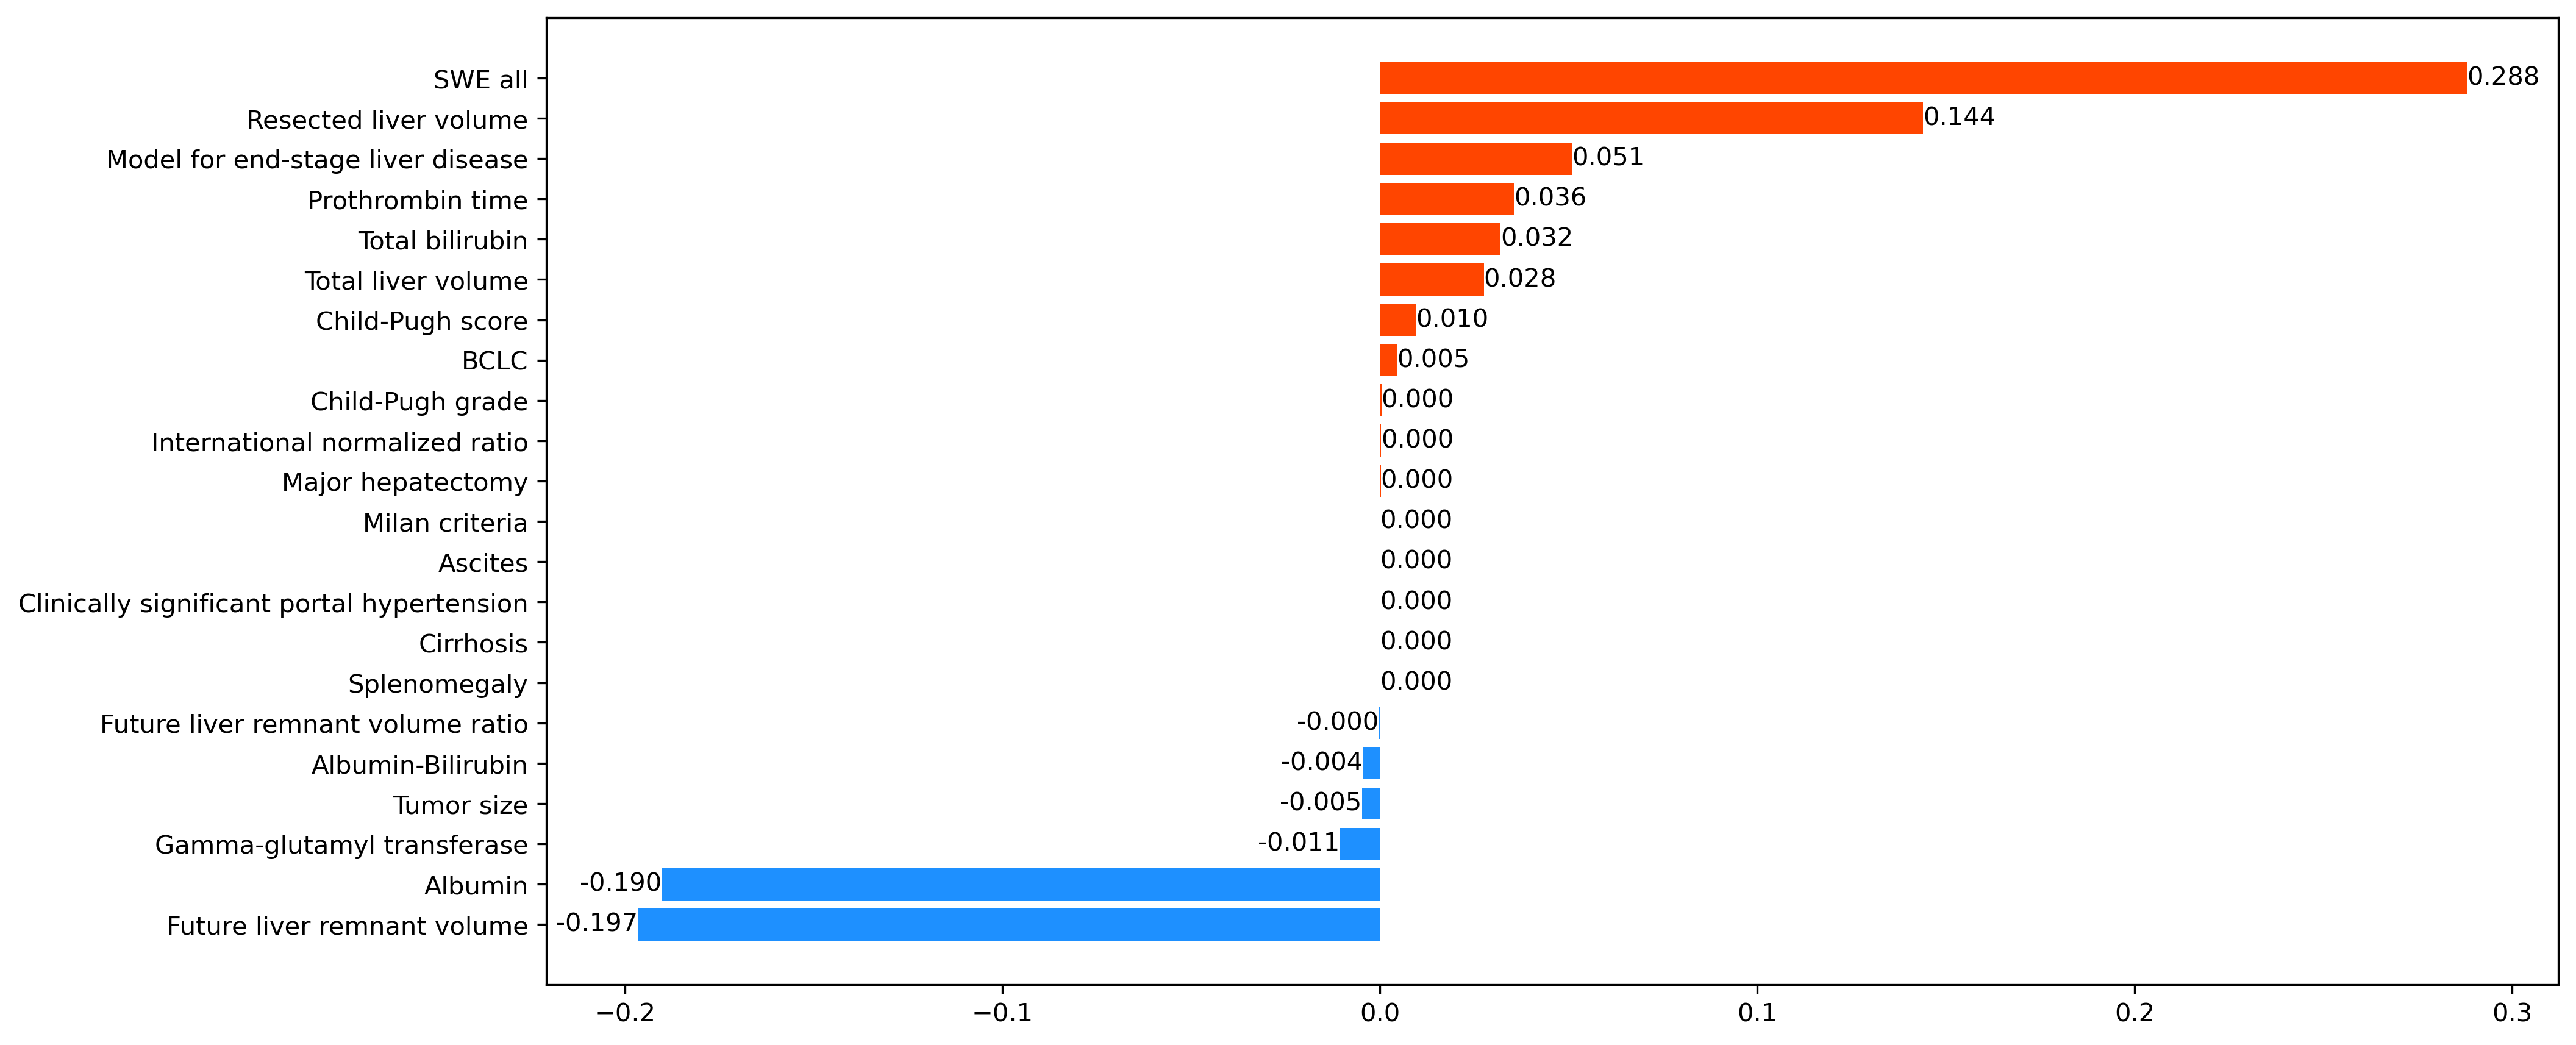 SWE all 0.288
Resected liver volume 0.144
Model for end-stage liver disease 0.051
Prothrombin time 0.036
Total bilirubin 0.032
Total liver volume 0.028
Child-Pugh score 0.010
BCLC 0.005
Child-Pugh grade 0.000
International normalized ratio 0.000
Major hepatectomy 0.000
Milan criteria 0.000
Ascites 0.000
Clinically significant portal hypertension 0.000
Cirrhosis 0.000
Splenomegaly 0.000
Future liver remnant volume ratio -0.000
Albumin-Bilirubin -0.004
Tumor size -0.005
Gamma-glutamyl transferase -0.011
Albumin -0.190
Future liver remnant volume -0.197
−0.2 −0.1 0.0 0.1 0.2 0.3